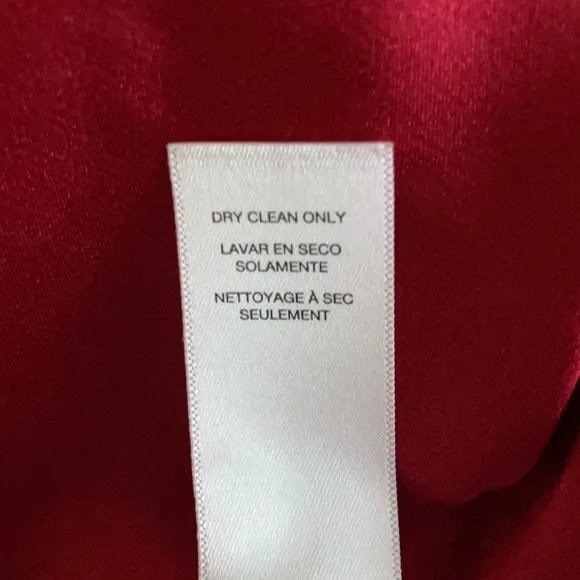 DRY CLEAN ONLY
LAVAR EN SECO
SOLAMENTE
NETTOYAGE À SEC
SEULEMENT